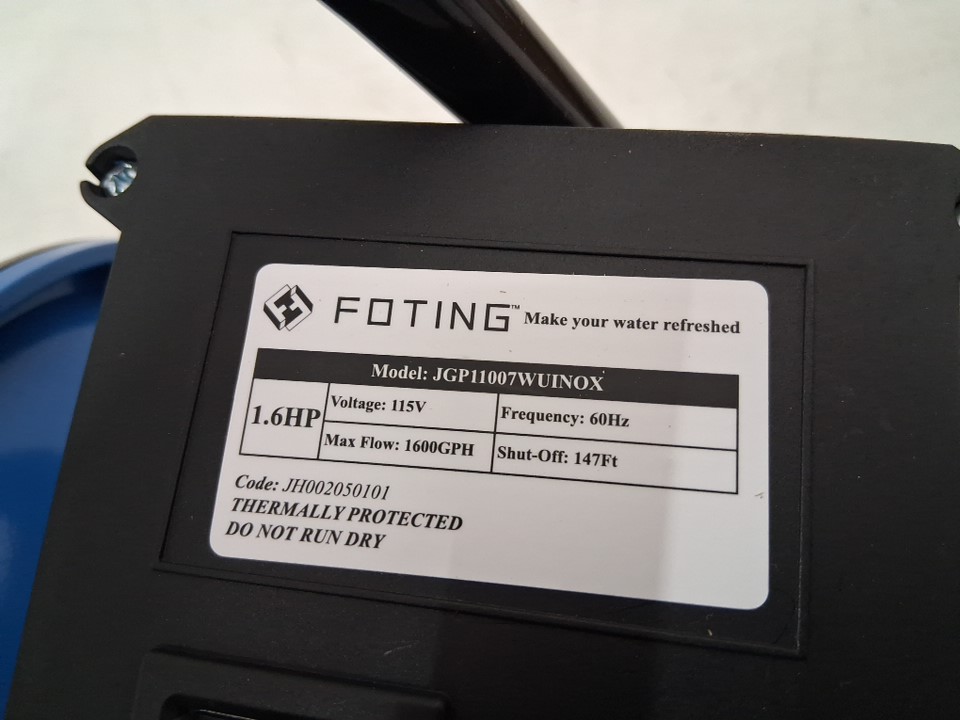 FOTING™ Make your water refreshed
Model: JGP11007WUINOX
1.6HP
Voltage: 115V
Frequency: 60Hz
Max Flow: 1600GPH
Shut-Off: 147Ft
Code: JH002050101
THERMALLY PROTECTED
DO NOT RUN DRY